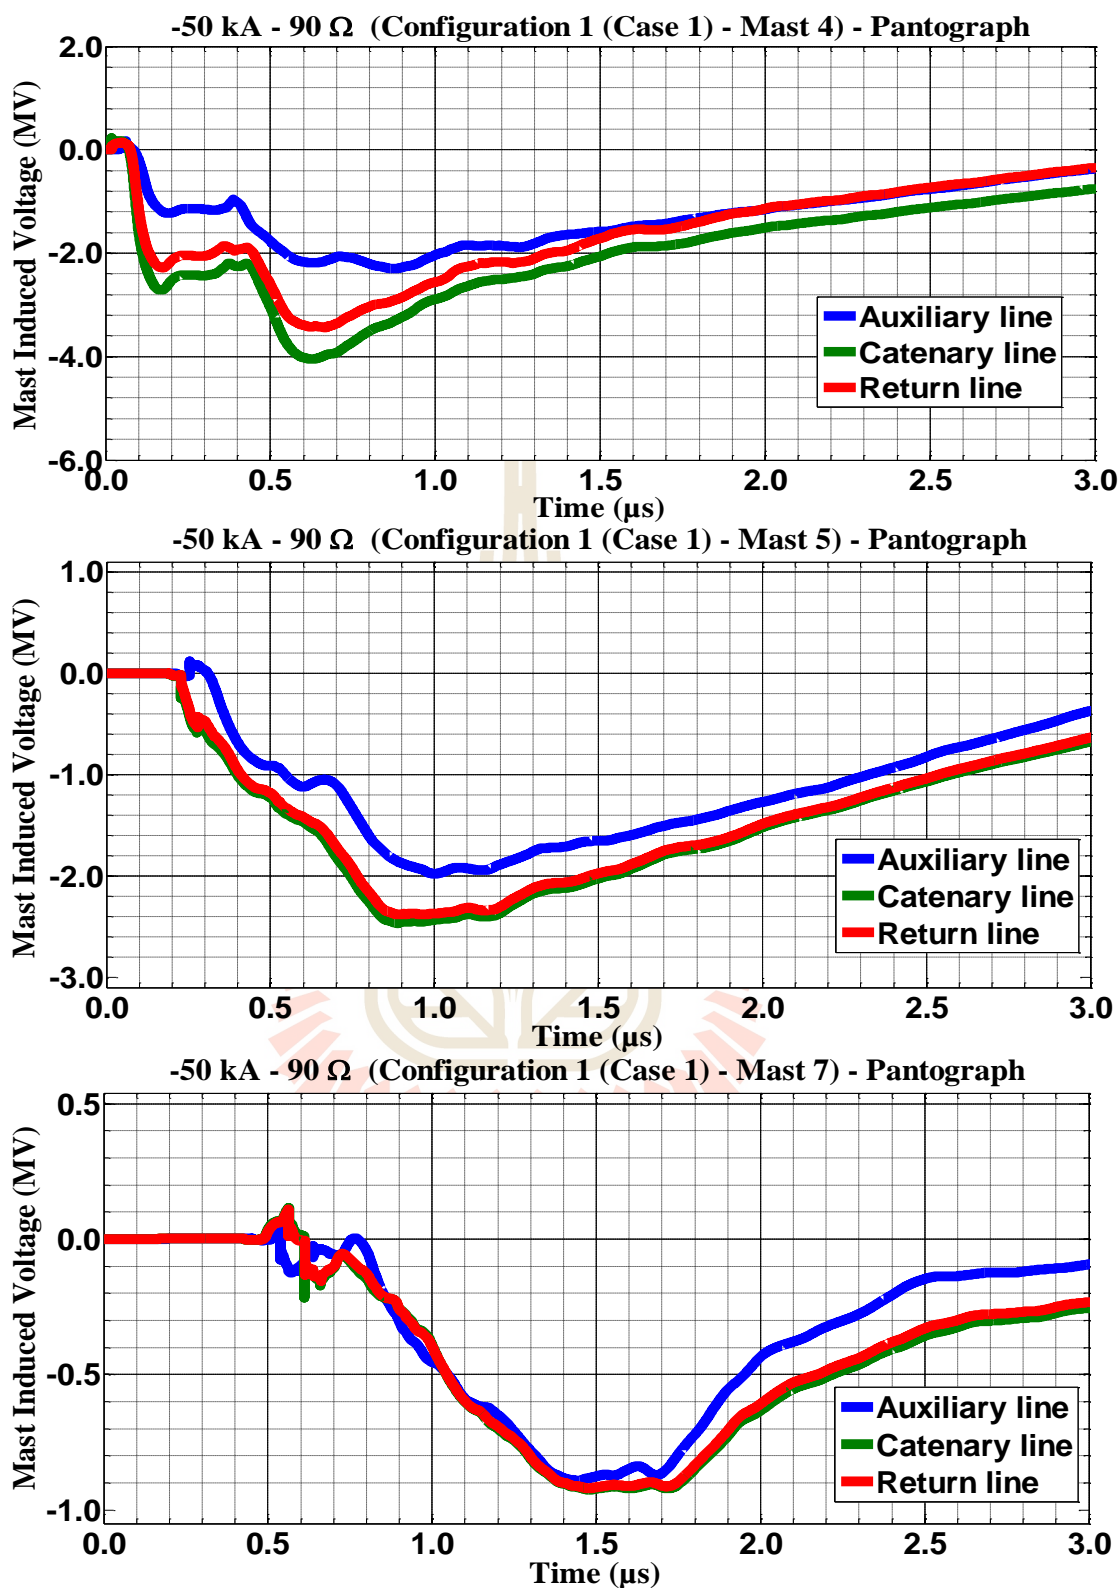 -50 kA - 90 Ω (Configuration 1 (Case 1) - Mast 4) - Pantograph
Mast Induced Voltage (MV)
2.0
0.0
-2.0
-4.0
-6.0
Auxiliary line
Catenary line
Return line
0.0 0.5 1.0 1.5 2.0 2.5 3.0
Time (µs)
-50 kA - 90 Ω (Configuration 1 (Case 1) - Mast 5) - Pantograph
Mast Induced Voltage (MV)
1.0
0.0
-1.0
-2.0
-3.0
Auxiliary line
Catenary line
Return line
0.0 0.5 1.0 1.5 2.0 2.5 3.0
Time (µs)
-50 kA - 90 Ω (Configuration 1 (Case 1) - Mast 7) - Pantograph
Mast Induced Voltage (MV)
0.5
0.0
-0.5
-1.0
Auxiliary line
Catenary line
Return line
0.0 0.5 1.0 1.5 2.0 2.5 3.0
Time (µs)